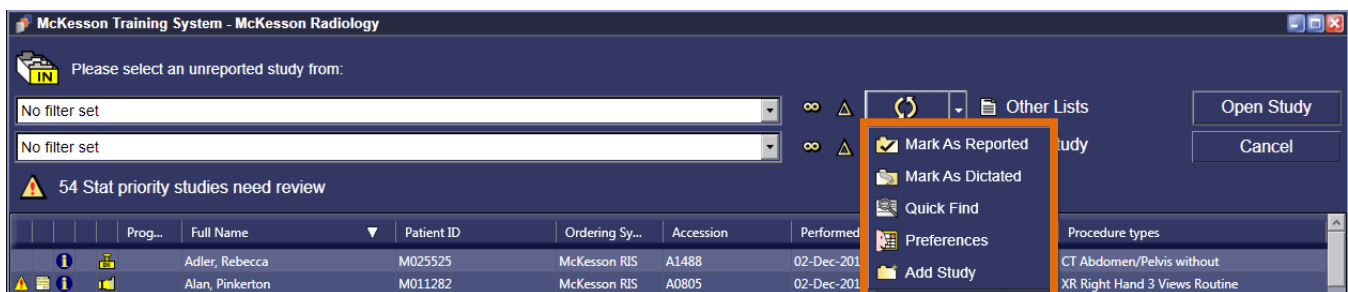 McKesson Training System - McKesson Radiology
IN Please select an unreported study from:
No filter set Other Lists Open Study
No filter set Mark As Reported tudy Cancel
Mark As Dictated
54 Stat priority studies need review
Quick Find
Prog... Full Name Patient ID Ordering Sy... Accession Performed Preferences Procedure types
Adler, Rebecca M025525 McKesson RIS A1488 02-Dec-201 CT Abdomen/Pelvis without
Add Study
Alan, Pinkerton M011282 McKesson RIS A0805 02-Dec-201 XR Right Hand 3 Views Routine